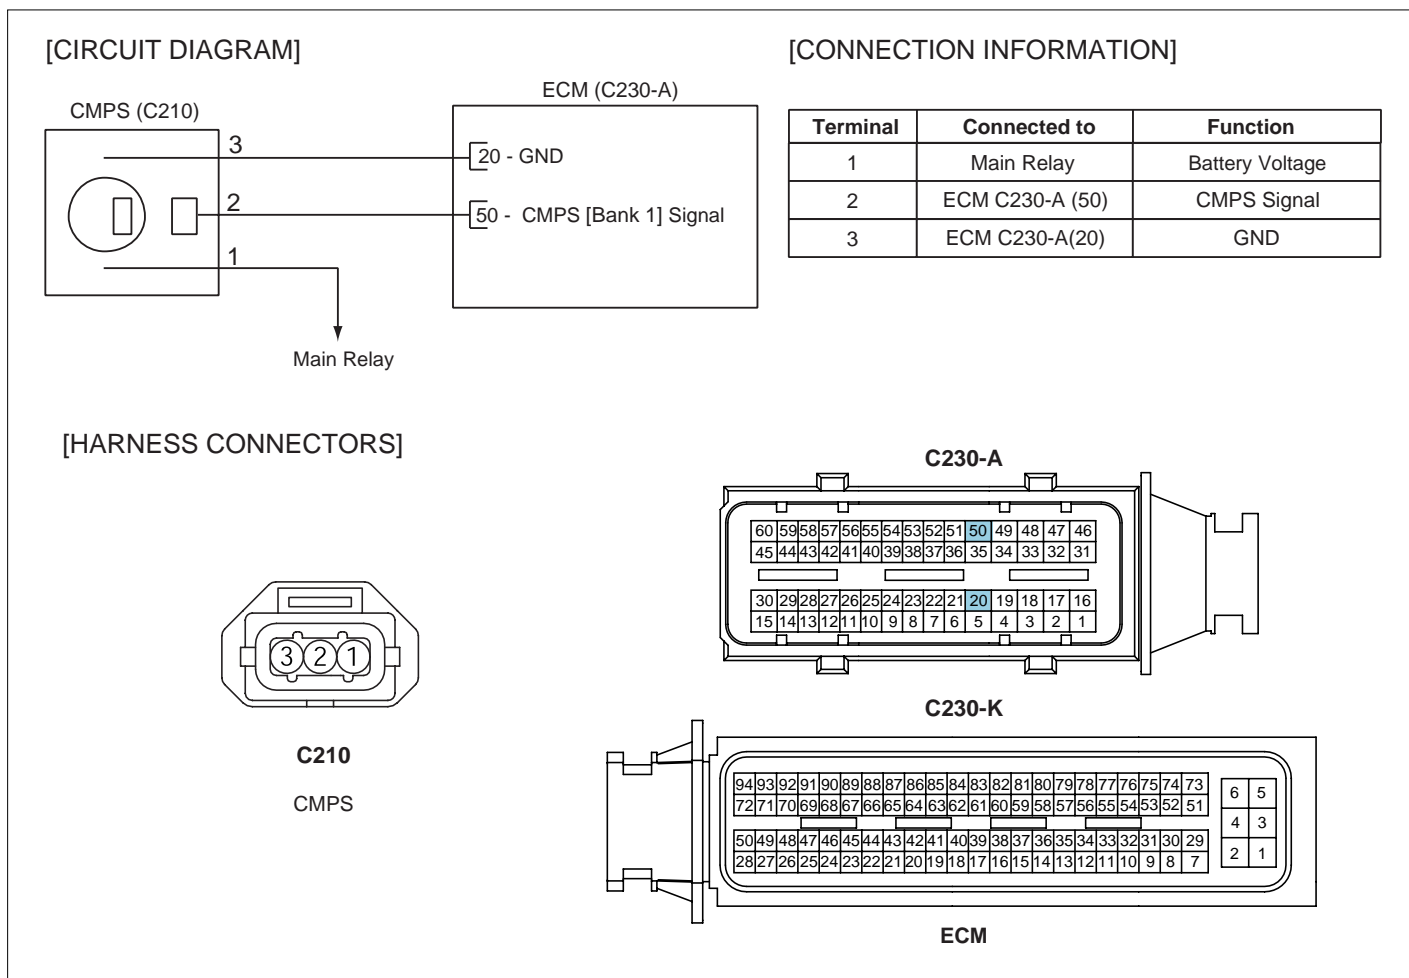 [CIRCUIT DIAGRAM]
CMPS (C210)
ECM (C230-A)
3
20 - GND
2
50 - CMPS [Bank 1] Signal
1
Main Relay
[CONNECTION INFORMATION]
Terminal Connected to Function
1 Main Relay Battery Voltage
2 ECM C230-A (50) CMPS Signal
3 ECM C230-A(20) GND
[HARNESS CONNECTORS]
3 2 1
C210
CMPS
C230-A
60 59 58 57 56 55 54 53 52 51 50 49 48 47 46
45 44 43 42 41 40 39 38 37 36 35 34 33 32 31
30 29 28 27 26 25 24 23 22 21 20 19 18 17 16
15 14 13 12 11 10 9 8 7 6 5 4 3 2 1
C230-K
94 93 92 91 90 89 88 87 86 85 84 83 82 81 80 79 78 77 76 75 74 73
72 71 70 69 68 67 66 65 64 63 62 61 60 59 58 57 56 55 54 53 52 51
50 49 48 47 46 45 44 43 42 41 40 39 38 37 36 35 34 33 32 31 30 29
28 27 26 25 24 23 22 21 20 19 18 17 16 15 14 13 12 11 10 9 8 7
6 5
4 3
2 1
ECM